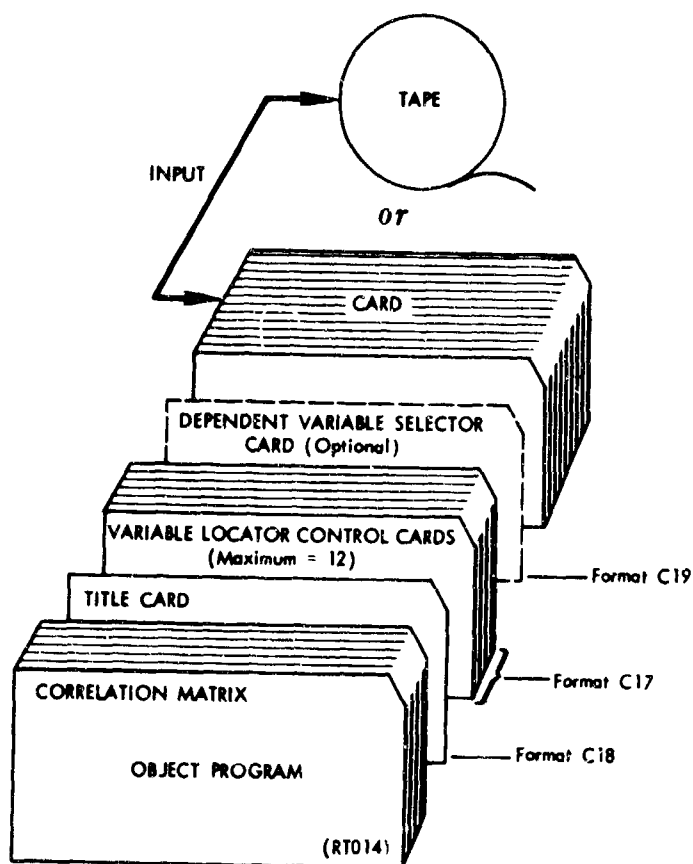 TAPE
INPUT
or
CARD
DEPENDENT VARIABLE SELECTOR
CARD (Optional)
VARIABLE LOCATOR CONTROL CARDS
(Maximum = 12)
Format C19
TITLE CARD
Format C17
CORRELATION MATRIX
Format C18
OBJECT PROGRAM
(RT014)